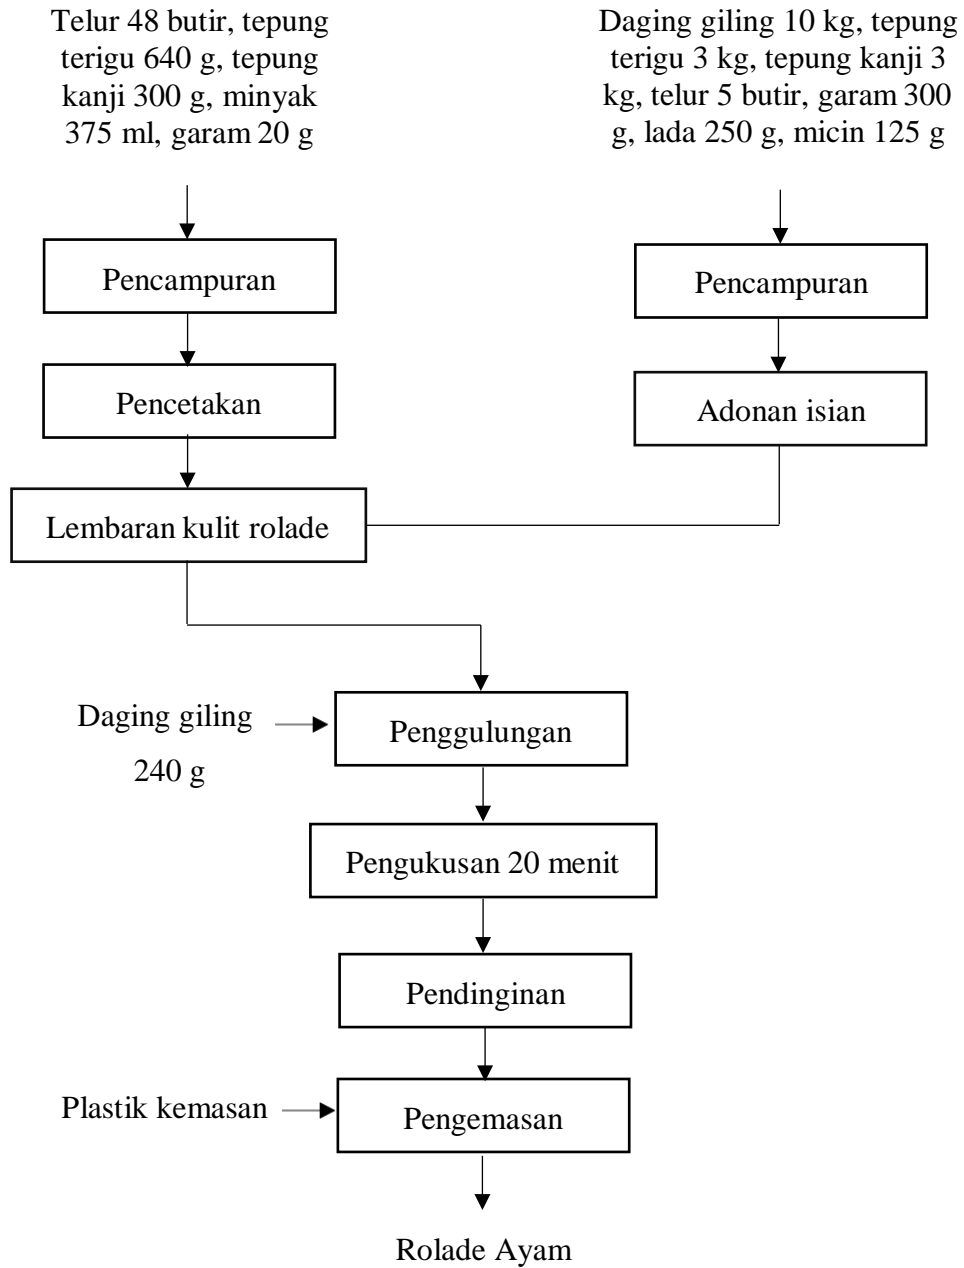 Telur 48 butir, tepung
terigu 640 g, tepung
kanji 300 g, minyak
375 ml, garam 20 g
Daging giling 10 kg, tepung
terigu 3 kg, tepung kanji 3
kg, telur 5 butir, garam 300
g, lada 250 g, micin 125 g
Pencampuran
Pencampuran
Pencetakan
Adonan isian
Lembaran kulit rolade
Daging giling
240 g
Penggulungan
Pengukusan 20 menit
Pendinginan
Plastik kemasan
Pengemasan
Rolade Ayam